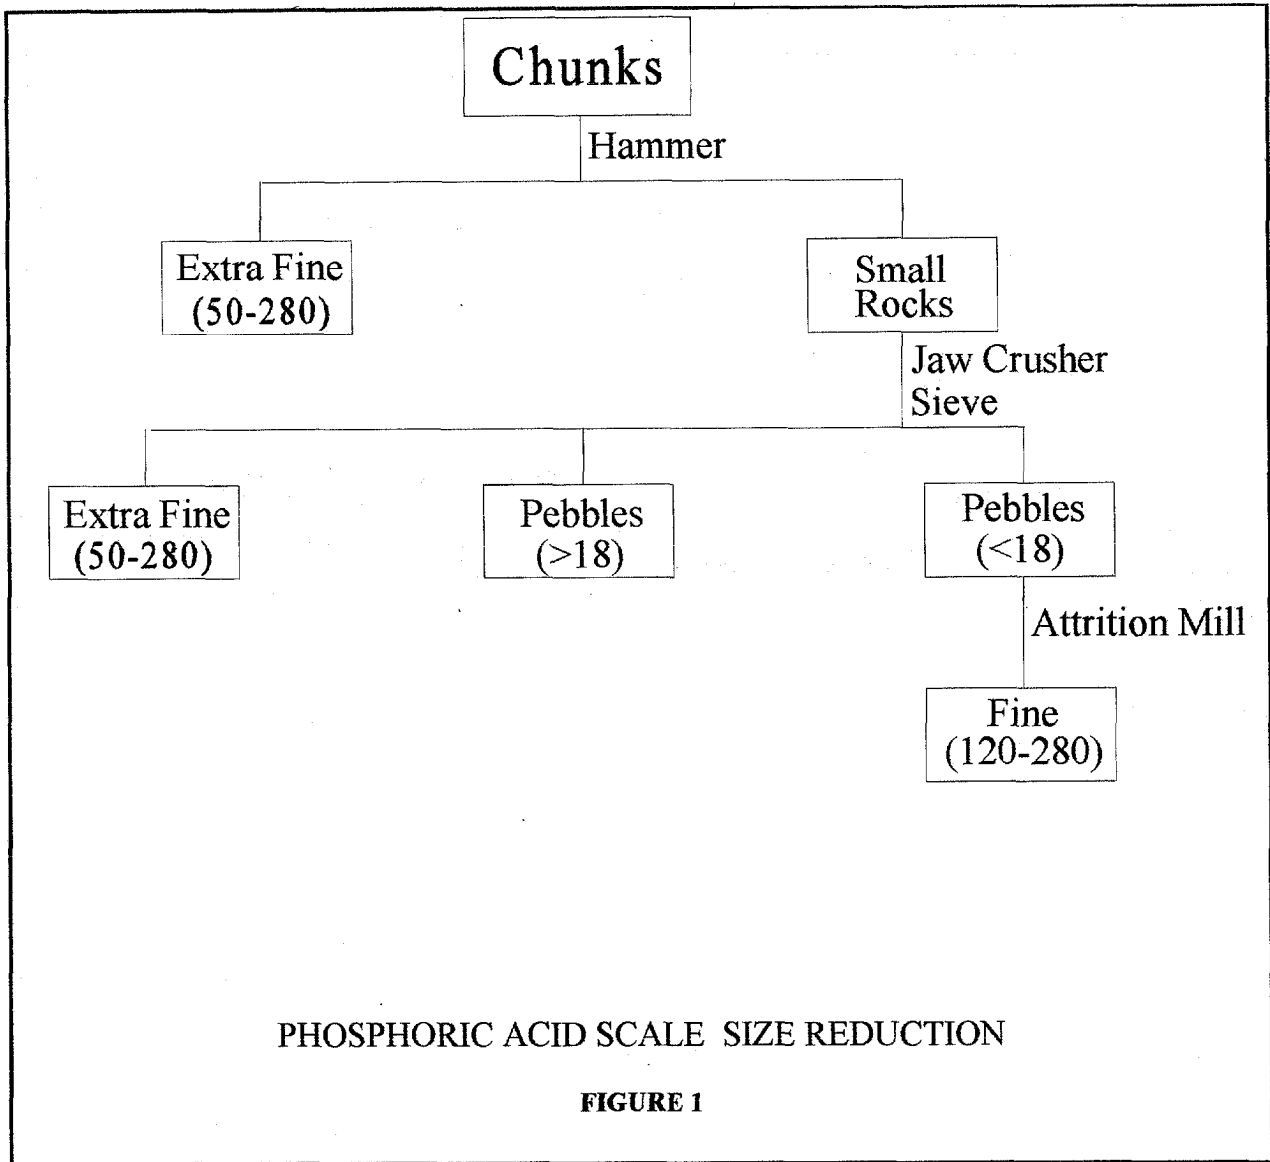 Chunks
Hammer
Extra Fine
(50-280)
Small
Rocks
Jaw Crusher
Sieve
Extra Fine
(50-280)
Pebbles
(>18)
Pebbles
(<18)
Attrition Mill
Fine
(120-280)
PHOSPHORIC ACID SCALE SIZE REDUCTION
FIGURE 1